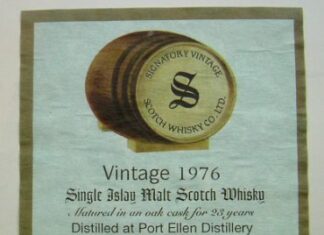 SIGNATORY VINTAGE
S
SCOTCH WHISKY CO. LTD.
Vintage 1976
Single Islay Malt Scotch Whisky
Matured in an oak cask for 23 years
Distilled at Port Ellen Distillery